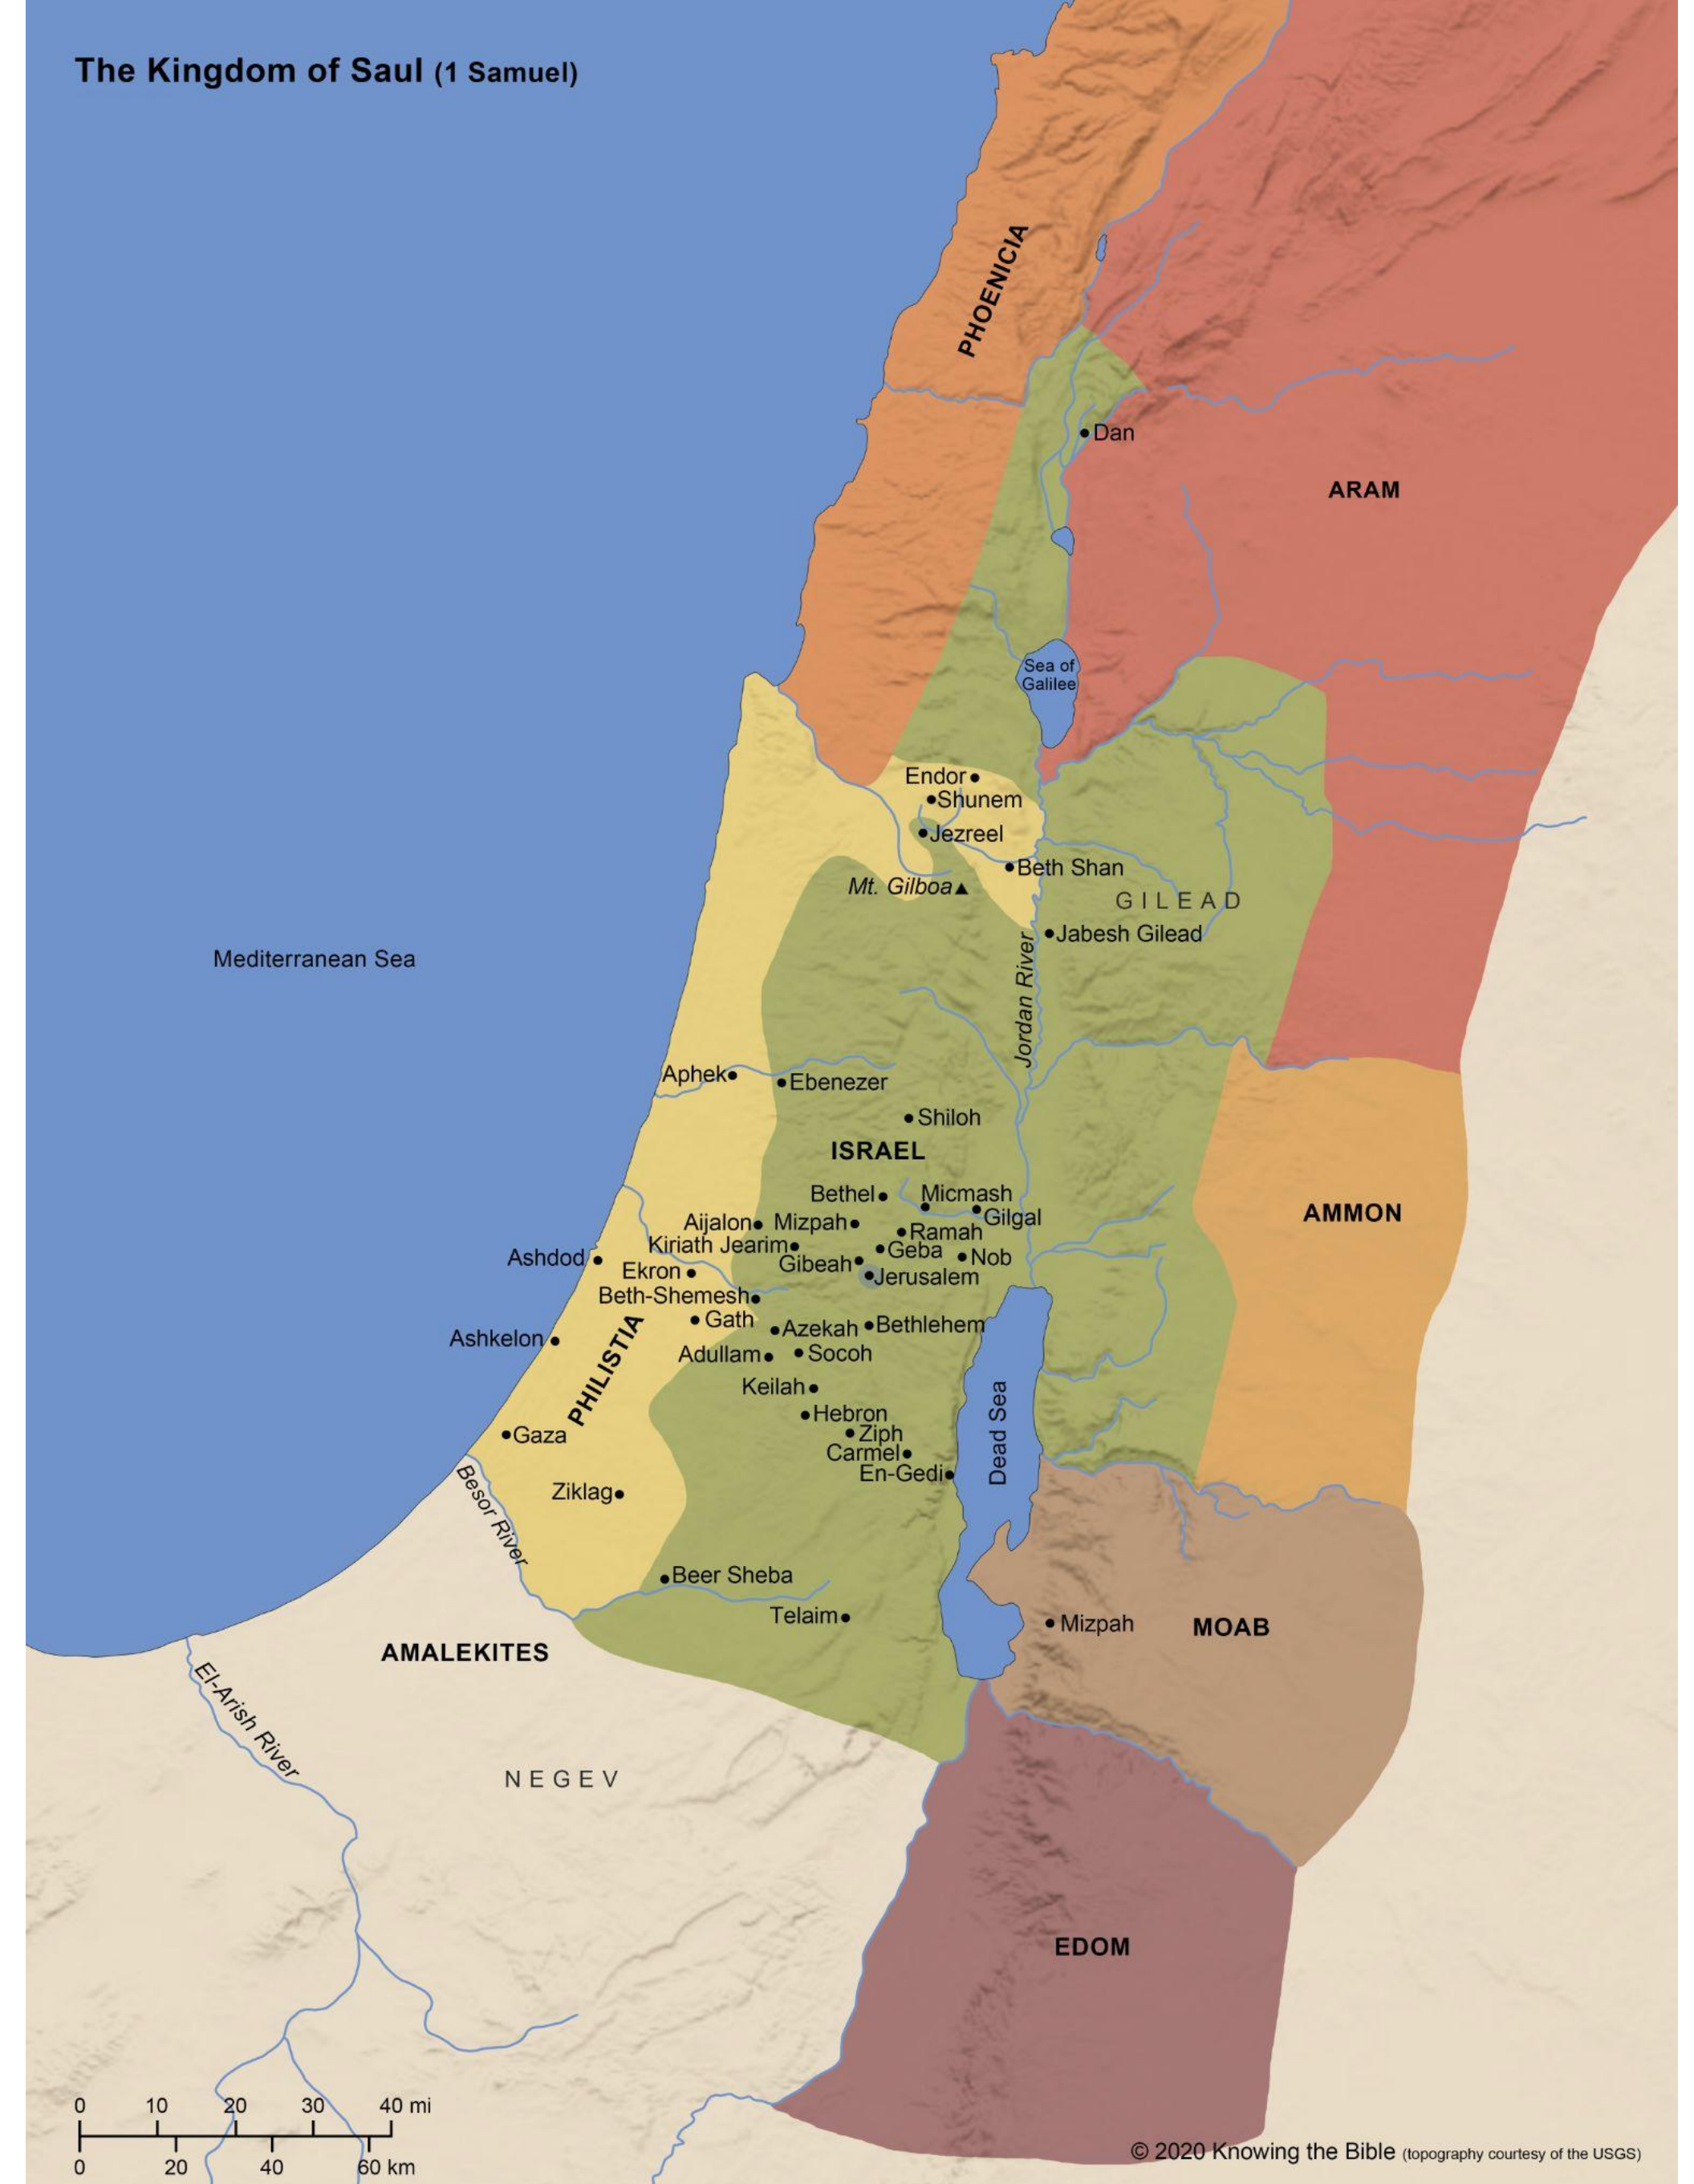 The Kingdom of Saul (1 Samuel)
PHOENICIA
Dan
ARAM
Sea of
Galilee
Endor
Shunem
Jezreel
Beth Shan
Mt. Gilboa
GILEAD
Jabesh Gilead
Mediterranean Sea
Jordan River
Aphek
Ebenezer
Shiloh
ISRAEL
Bethel
Micmash
AMMON
Gilgal
Aijalon
Mizpah
Ramah
Kiriath Jearim
Geba
Nob
Ashdod
Gibeah
Ekron
Jerusalem
Beth-Shemesh
Gath
Azekah
Bethlehem
Ashkelon
Adullam
Socoh
PHILISTIA
Keilah
Hebron
Dead Sea
Gaza
Ziph
Carmel
En-Gedi
Ziklag
Besor River
Beer Sheba
Telaim
Mizpah
MOAB
AMALEKITES
El-Arish River
NEGEV
EDOM
0 10 20 30 40 mi
0 20 40 60 km
© 2020 Knowing the Bible (topography courtesy of the USGS)